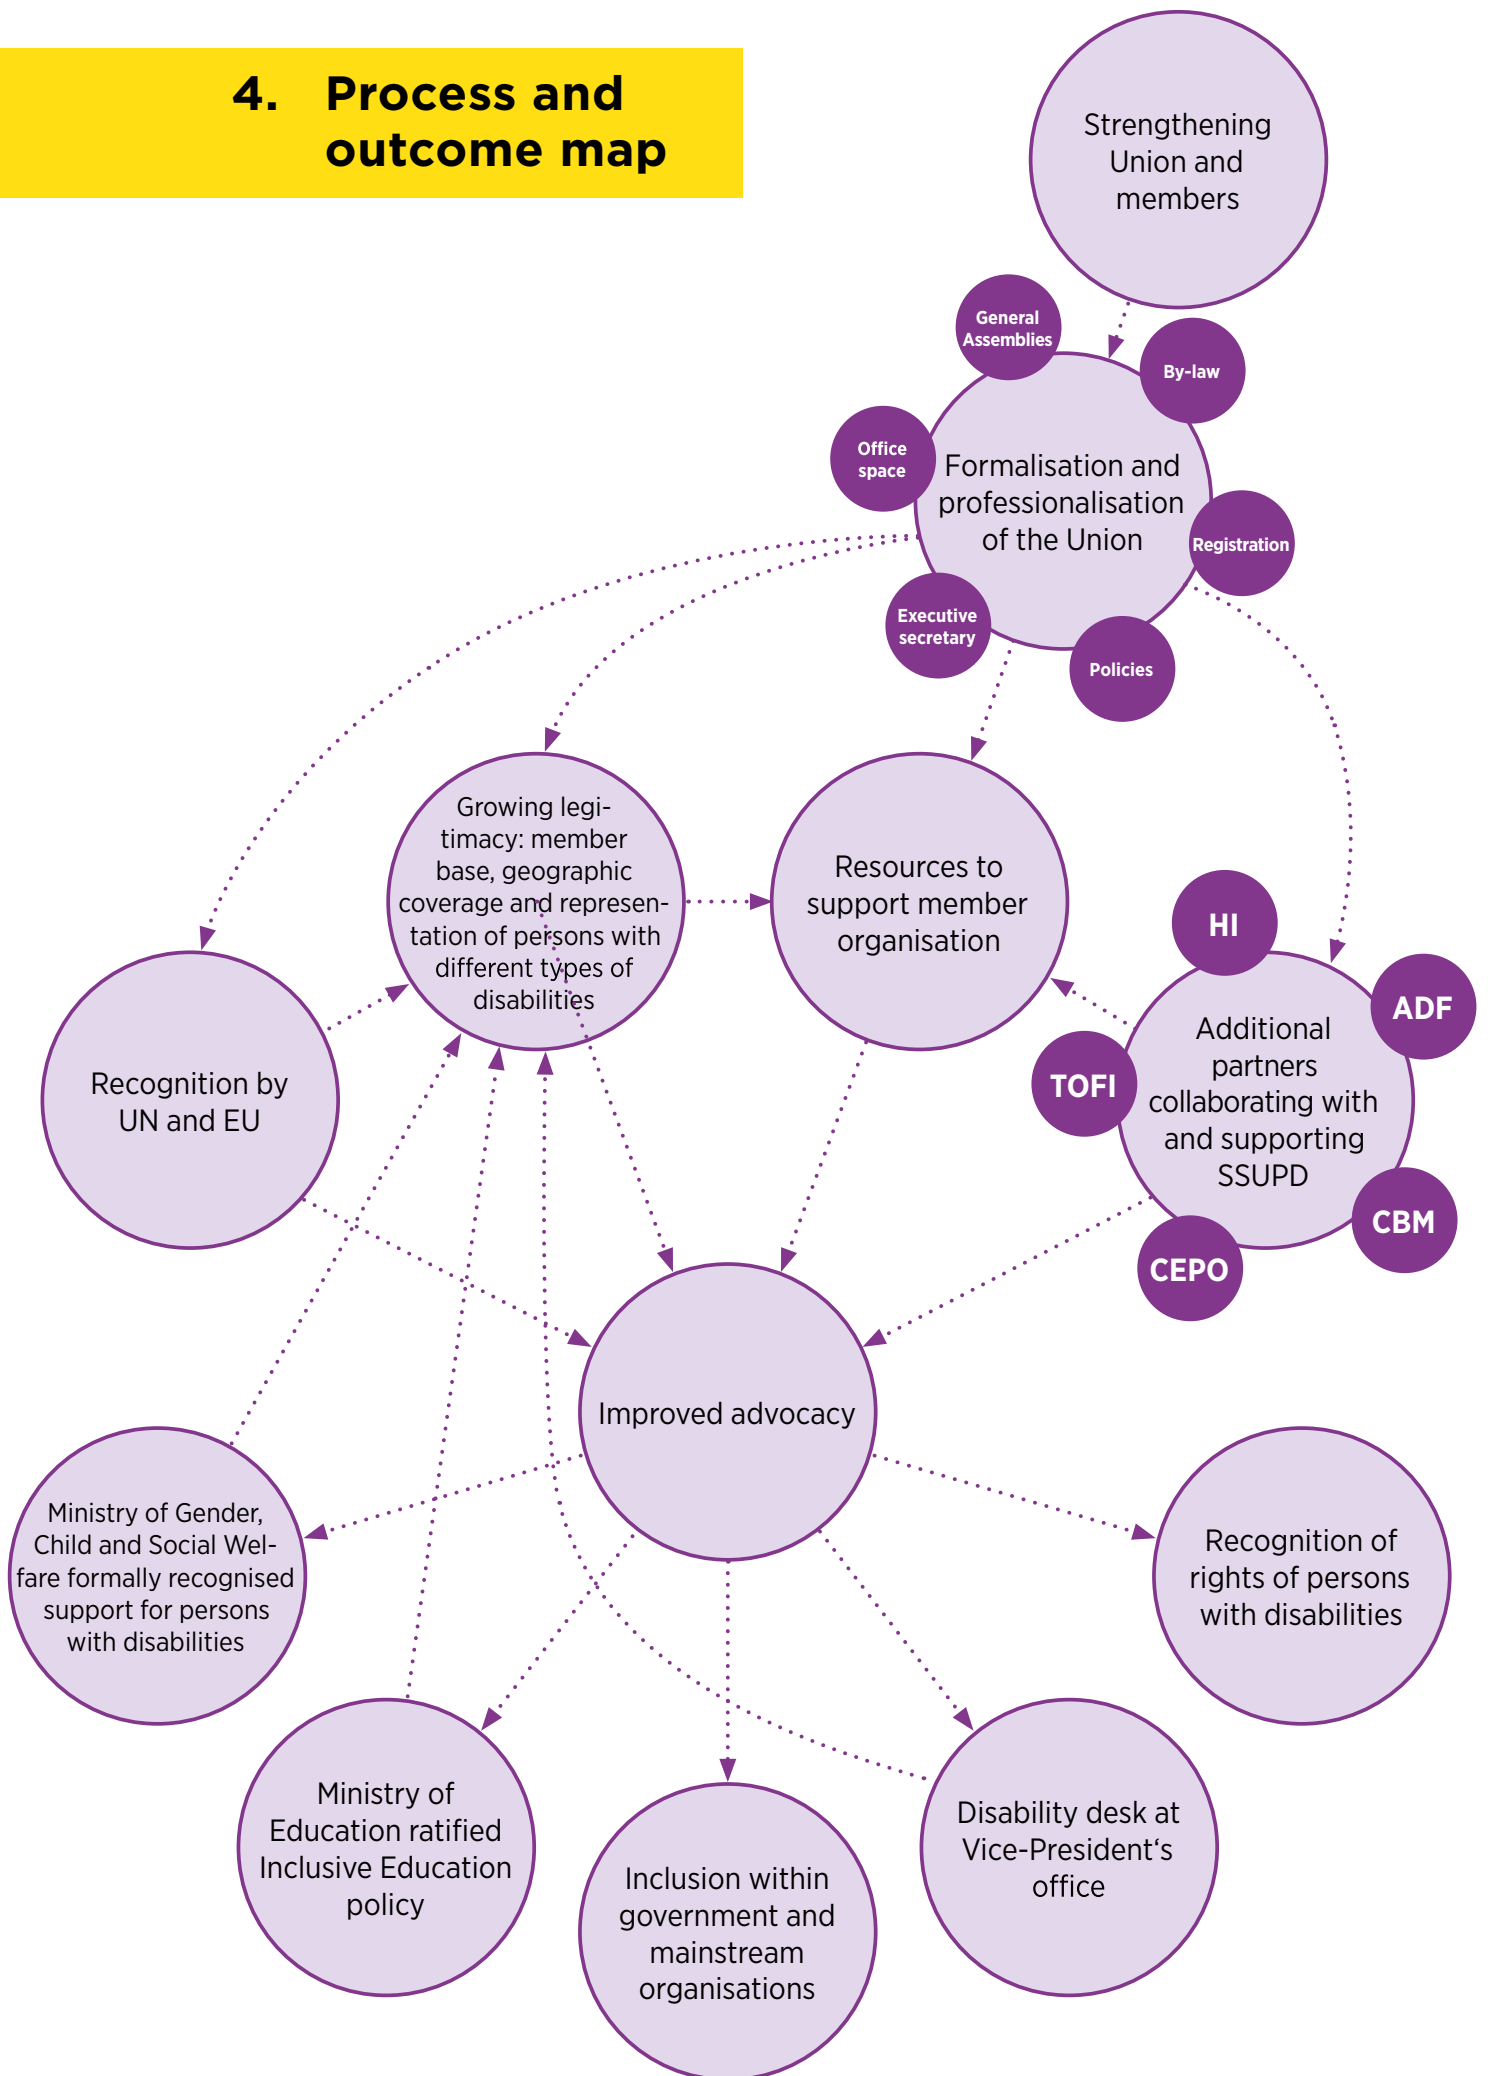 4. Process and
outcome map
Strengthening
Union and
members
General
Assemblies
By-law
Office
space
Formalisation and
professionalisation
of the Union
Registration
Executive
secretary
Policies
Growing legi-
timacy: member
base, geographic
coverage and represen-
tation of persons with
different types of
disabilities
Resources to
support member
organisation
HI
ADF
TOFI
Additional
partners
collaborating with
and supporting
SSUPD
CBM
CEPO
Recognition by
UN and EU
Improved advocacy
Ministry of Gender,
Child and Social Wel-
fare formally recognised
support for persons
with disabilities
Recognition of
rights of persons
with disabilities
Ministry of
Education ratified
Inclusive Education
policy
Inclusion within
government and
mainstream
organisations
Disability desk at
Vice-President‘s
office